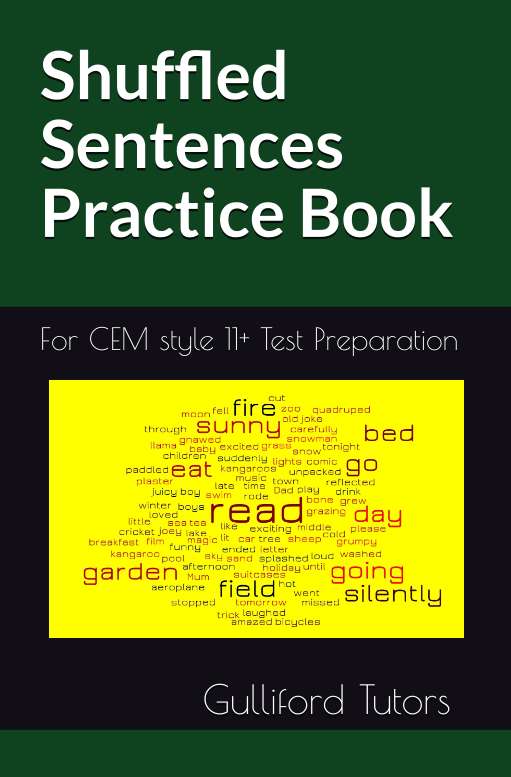 Shuffled
Sentences
Practice Book
For CEM style 11+ Test Preparation
cut
moon fell fire zoo quadruped
sunny old joke
through carefully bed
gnawed snowman
llama baby excited grass snow tonight
children suddenly lights comic go
paddled eat kangaroos unpacked
plaster music town reflected
juicy boy late time Dad play drink
swim rode bone grew
winter boys read grazing day
loved
little sea tea like exciting middle please
cricket joey lake cold
breakfast film magic lit car tree sheep grumpy
funny ended letter
kangaroo pool sky sand splashed loud washed
garden afternoon holiday until going
Mum suitcases
aeroplane field hot silently
went
stopped tomorrow missed
trick laughed
amazed bicycles
Gulliford Tutors